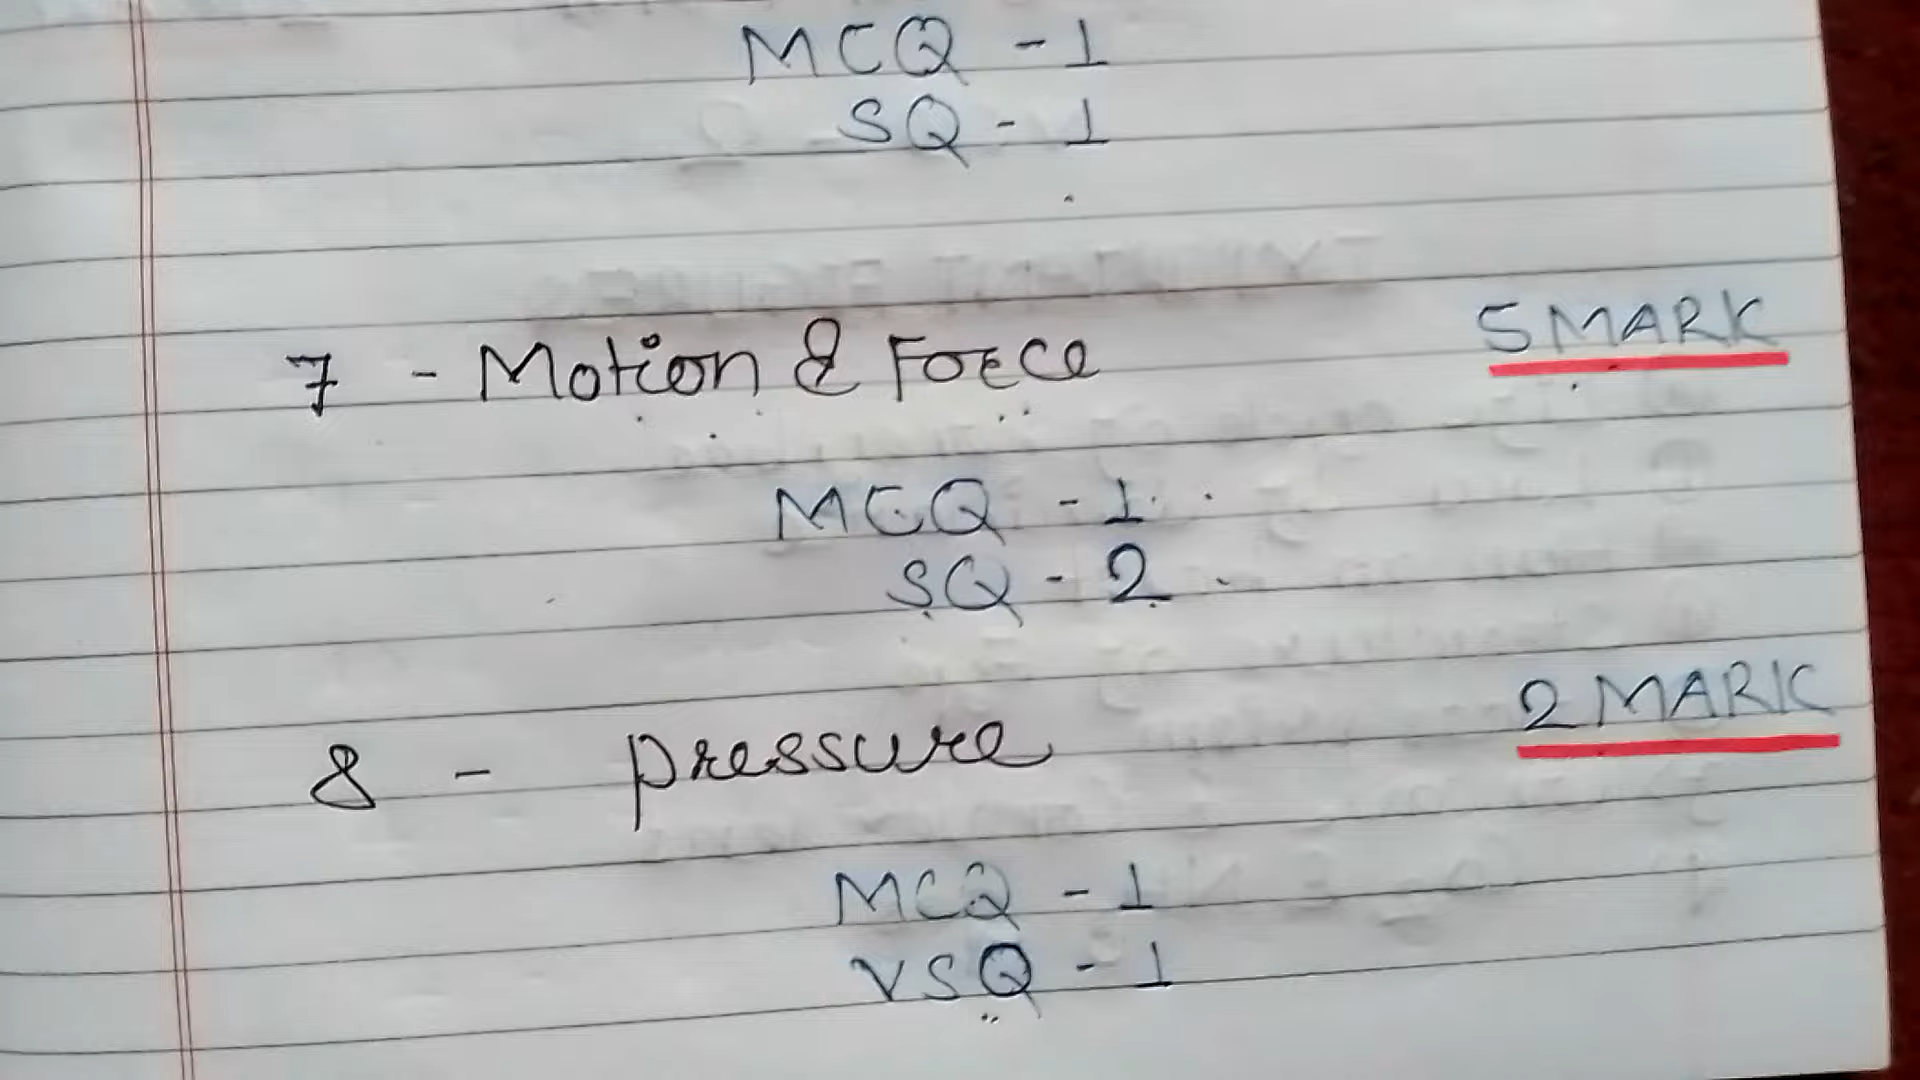 MCQ - 1
SQ - 1
7 - Motion & Force 5 MARK
MCQ - 1
SQ - 2
8 - pressure 2 MARK
MCQ - 1
VSQ - 1